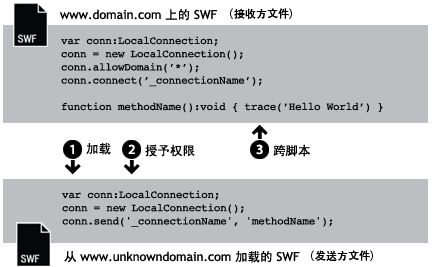 www.domain.com 上的 SWF （接收方文件）
SWF
var conn:LocalConnection;
conn = new LocalConnection();
conn.allowDomain('*');
conn.connect('_connectionName');
function methodName():void { trace('Hello World') }
1 加载 2 授予权限 3 跨脚本
var conn:LocalConnection;
conn = new LocalConnection();
conn.send('_connectionName', 'methodName');
SWF
从 www.unknowndomain.com 加载的 SWF （发送方文件）